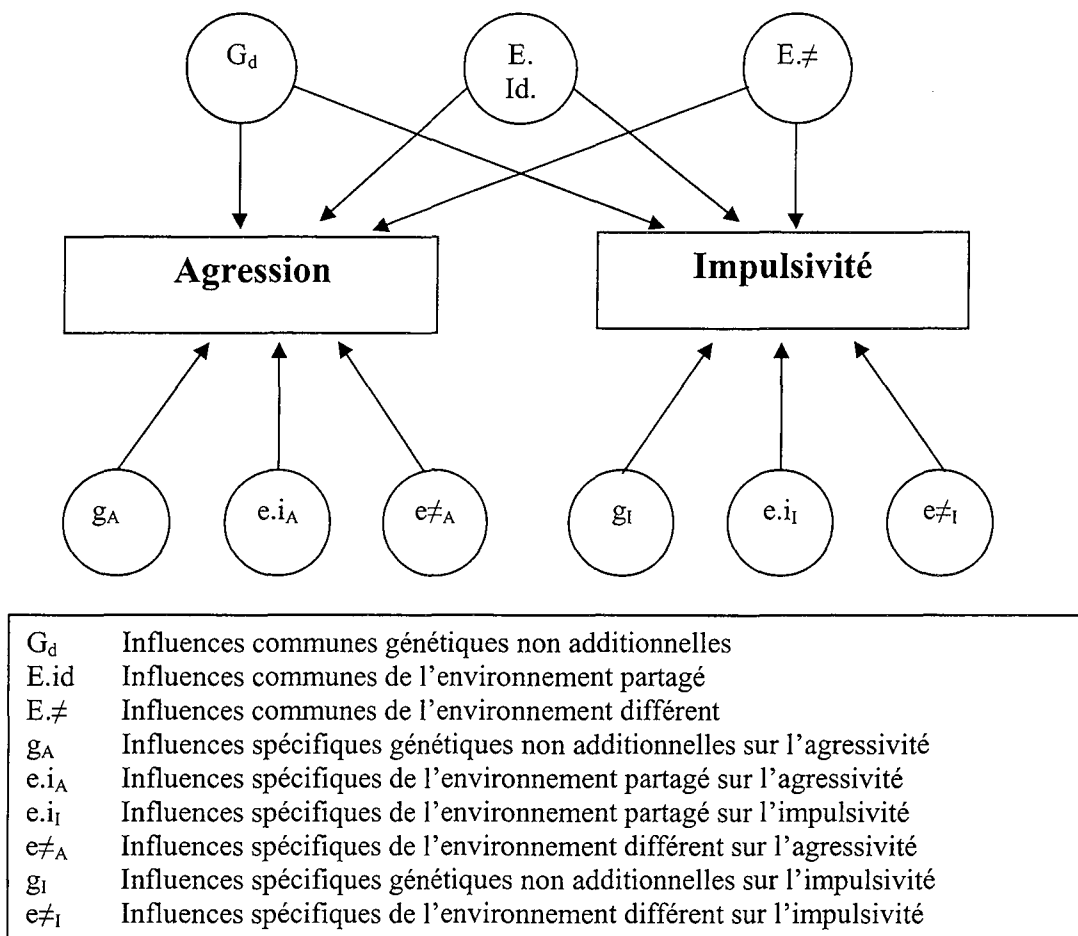 G_d
E.
Id.
E.≠
Agression
Impulsivité
g_A
e.i_A
e≠_A
g_I
e.i_I
e≠_I
G_d Influences communes génétiques non additionnelles
E.id Influences communes de l'environnement partagé
E.≠ Influences communes de l'environnement différent
g_A Influences spécifiques génétiques non additionnelles sur l'agressivité
e.i_A Influences spécifiques de l'environnement partagé sur l'agressivité
e.i_I Influences spécifiques de l'environnement partagé sur l'impulsivité
e≠_A Influences spécifiques de l'environnement différent sur l'agressivité
g_I Influences spécifiques génétiques non additionnelles sur l'impulsivité
e≠_I Influences spécifiques de l'environnement différent sur l'impulsivité